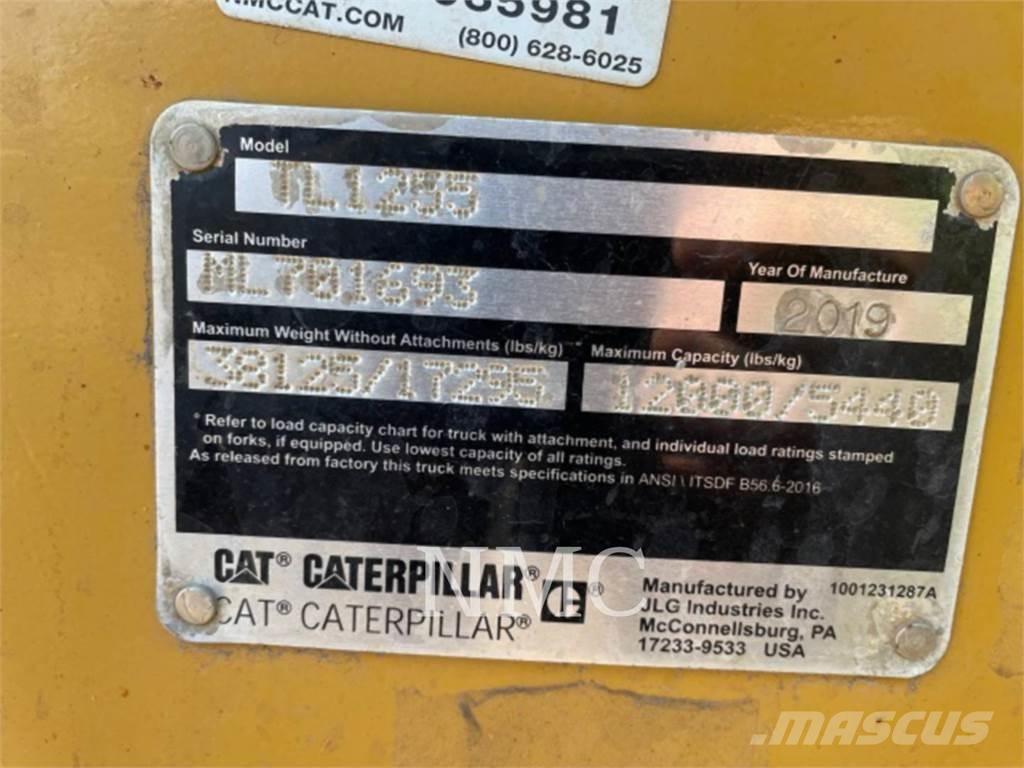 35981
NMCCAT.COM
(800) 628-6025
Model
TL1255
Serial Number
ML701693
Year Of Manufacture
2019
Maximum Weight Without Attachments (lbs/kg)
38125/17295
* Maximum Capacity (lbs/kg)
12000/5440
* Refer to load capacity chart for truck with attachment, and individual load ratings stamped
on forks, if equipped. Use lowest capacity of all ratings.
As released from factory this truck meets specifications in ANSI \ ITSDF B56.6-2016
CAT® CATERPILLAR®
CAT® CATERPILLAR®
CE®
NMC
Manufactured by
JLG Industries Inc.
McConnellsburg, PA
17233-9533 USA
1001231287A
MASCUS